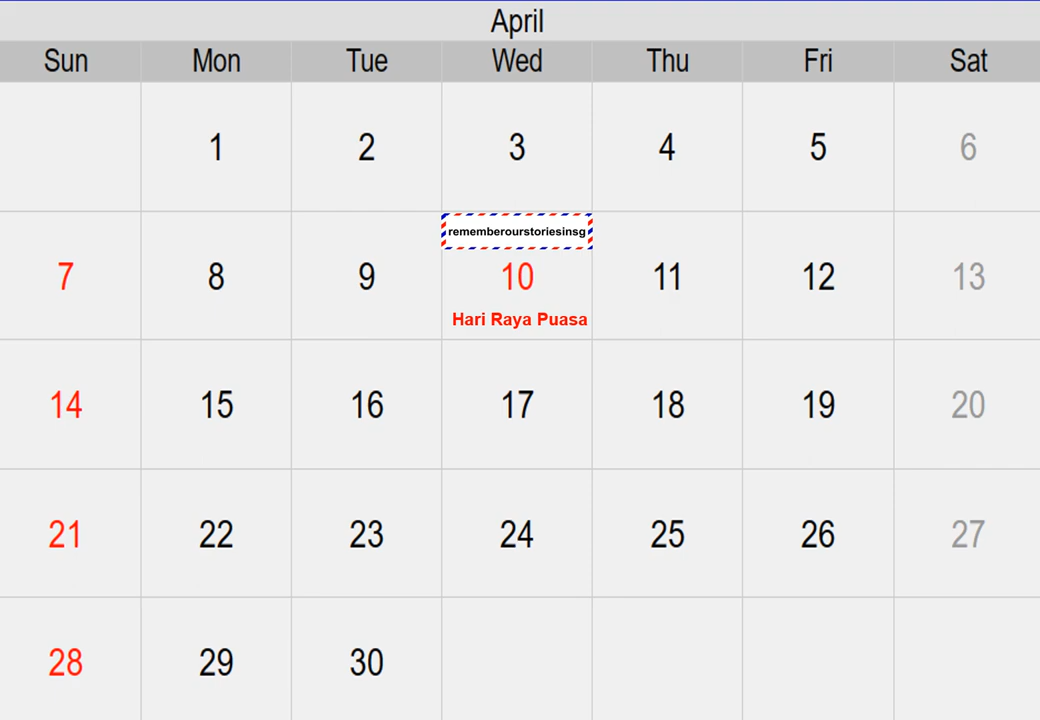 April
Sun Mon Tue Wed Thu Fri Sat
1 2 3 4 5 6
rememberourstoriesinsg
7 8 9 10 11 12 13
Hari Raya Puasa
14 15 16 17 18 19 20
21 22 23 24 25 26 27
28 29 30